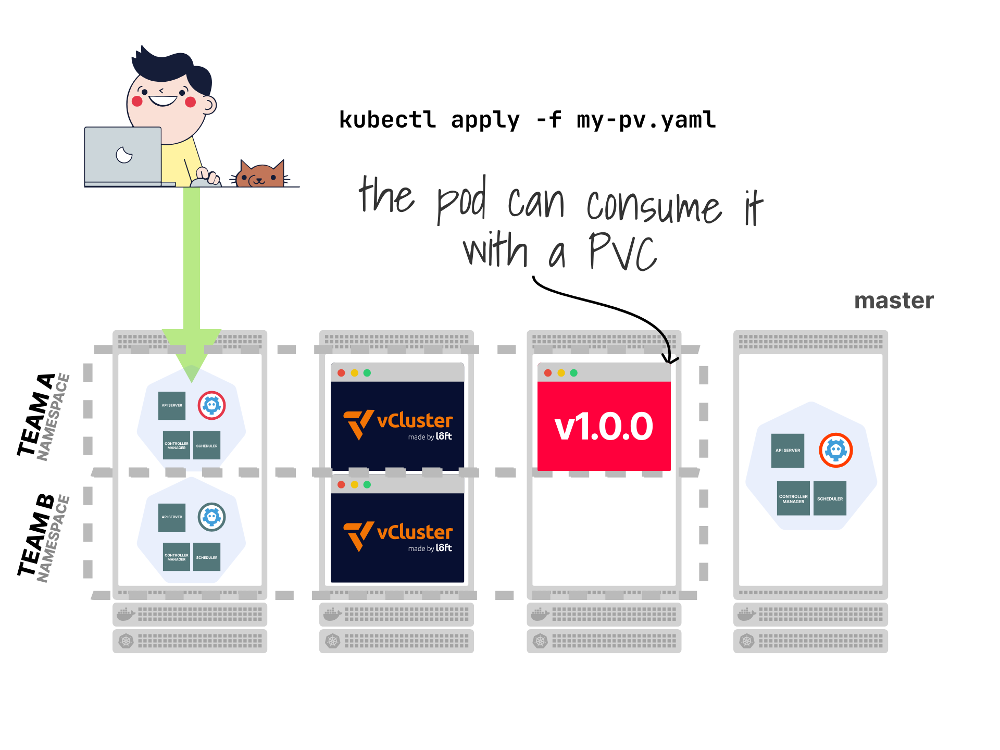 kubectl apply -f my-pv.yaml
the pod can consume it
with a PVC
master
TEAM A
NAMESPACE
API SERVER
CONTROLLER
MANAGER
SCHEDULER
vCluster
made by lôft
v1.0.0
API SERVER
CONTROLLER
MANAGER
SCHEDULER
TEAM B
NAMESPACE
API SERVER
CONTROLLER
MANAGER
SCHEDULER
vCluster
made by lôft